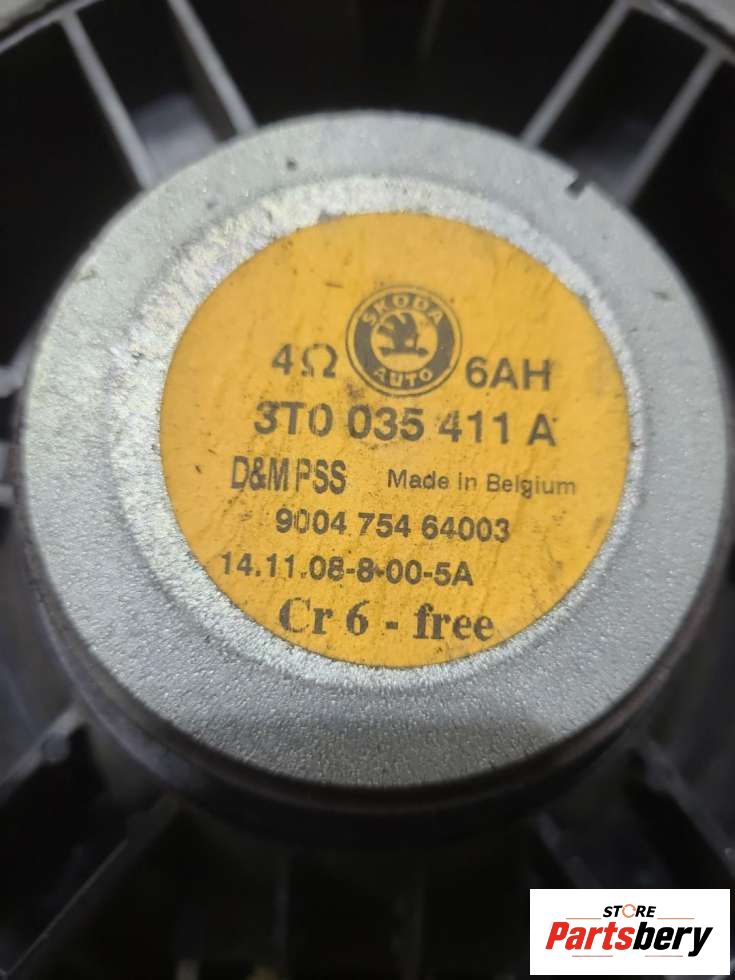 SKODA
AUTO
4Ω 6AH
3T0 035 411 A
D&M PSS Made in Belgium
9004 754 64003
14.11.08-8-00-5A
Cr 6 - free
STORE
Partsbery